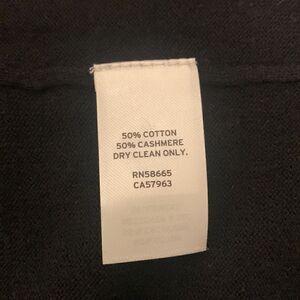 50% COTTON
50% CASHMERE
DRY CLEAN ONLY.
RN58665
CA57963